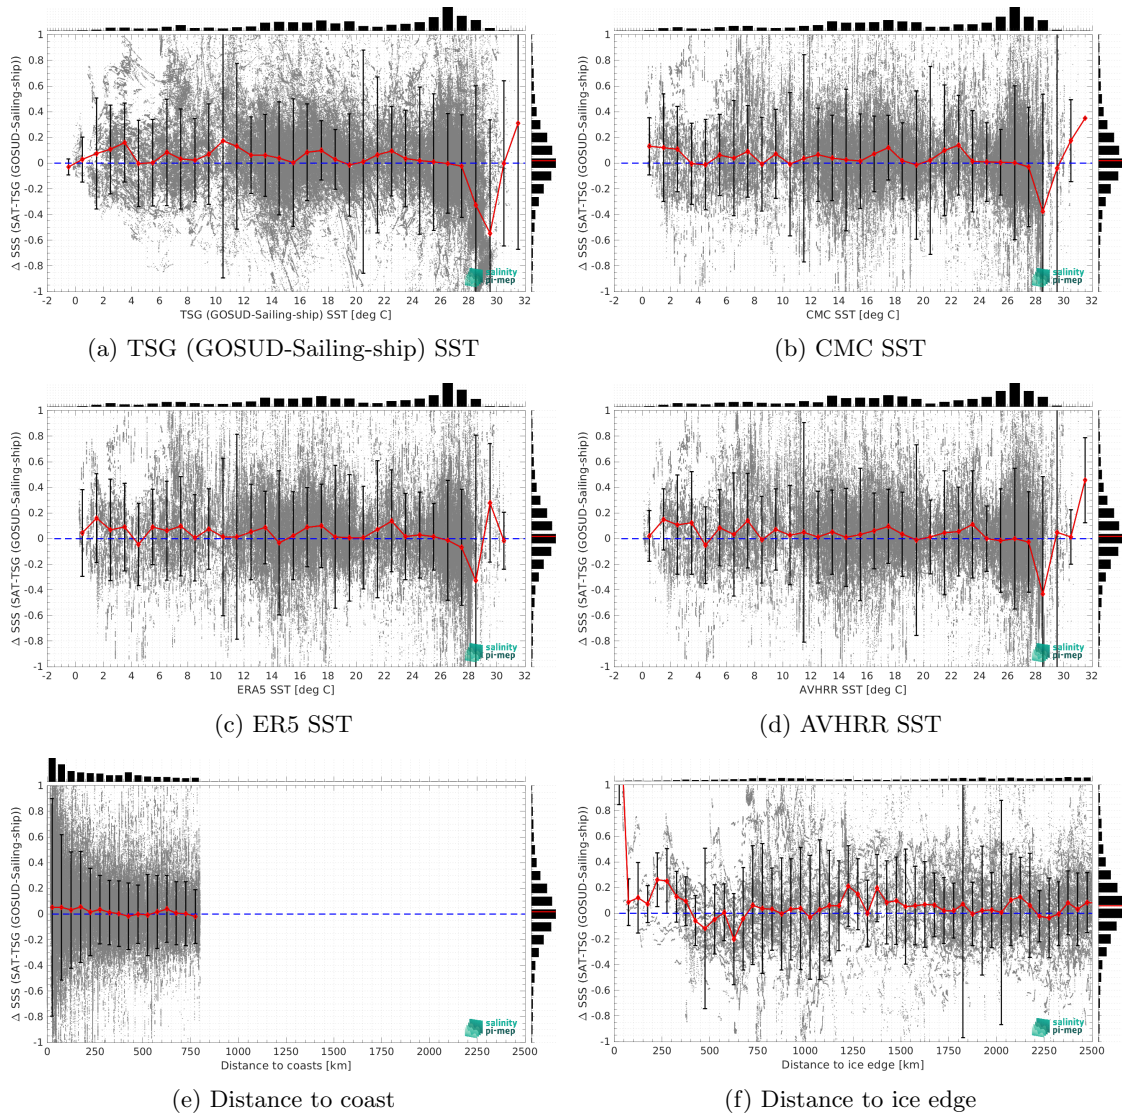 Δ SSS (SAT-TSG (GOSUD-Sailing-ship))
1
0.8
0.6
0.4
0.2
0
-0.2
-0.4
-0.6
-0.8
-1
salinity
pi-mep
-2 0 2 4 6 8 10 12 14 16 18 20 22 24 26 28 30 32
TSG (GOSUD-Sailing-ship) SST [deg C]
(a) TSG (GOSUD-Sailing-ship) SST
Δ SSS (SAT-TSG (GOSUD-Sailing-ship))
1
0.8
0.6
0.4
0.2
0
-0.2
-0.4
-0.6
-0.8
-1
salinity
pi-mep
-2 0 2 4 6 8 10 12 14 16 18 20 22 24 26 28 30 32
CMC SST [deg C]
(b) CMC SST
Δ SSS (SAT-TSG (GOSUD-Sailing-ship))
1
0.8
0.6
0.4
0.2
0
-0.2
-0.4
-0.6
-0.8
-1
salinity
pi-mep
-2 0 2 4 6 8 10 12 14 16 18 20 22 24 26 28 30 32
ERA5 SST [deg C]
(c) ER5 SST
Δ SSS (SAT-TSG (GOSUD-Sailing-ship))
1
0.8
0.6
0.4
0.2
0
-0.2
-0.4
-0.6
-0.8
-1
salinity
pi-mep
-2 0 2 4 6 8 10 12 14 16 18 20 22 24 26 28 30 32
AVHRR SST [deg C]
(d) AVHRR SST
Δ SSS (SAT-TSG (GOSUD-Sailing-ship))
1
0.8
0.6
0.4
0.2
0
-0.2
-0.4
-0.6
-0.8
-1
salinity
pi-mep
0 250 500 750 1000 1250 1500 1750 2000 2250 2500
Distance to coasts [km]
(e) Distance to coast
Δ SSS (SAT-TSG (GOSUD-Sailing-ship))
1
0.8
0.6
0.4
0.2
0
-0.2
-0.4
-0.6
-0.8
-1
salinity
pi-mep
0 250 500 750 1000 1250 1500 1750 2000 2250 2500
Distance to ice edge [km]
(f) Distance to ice edge